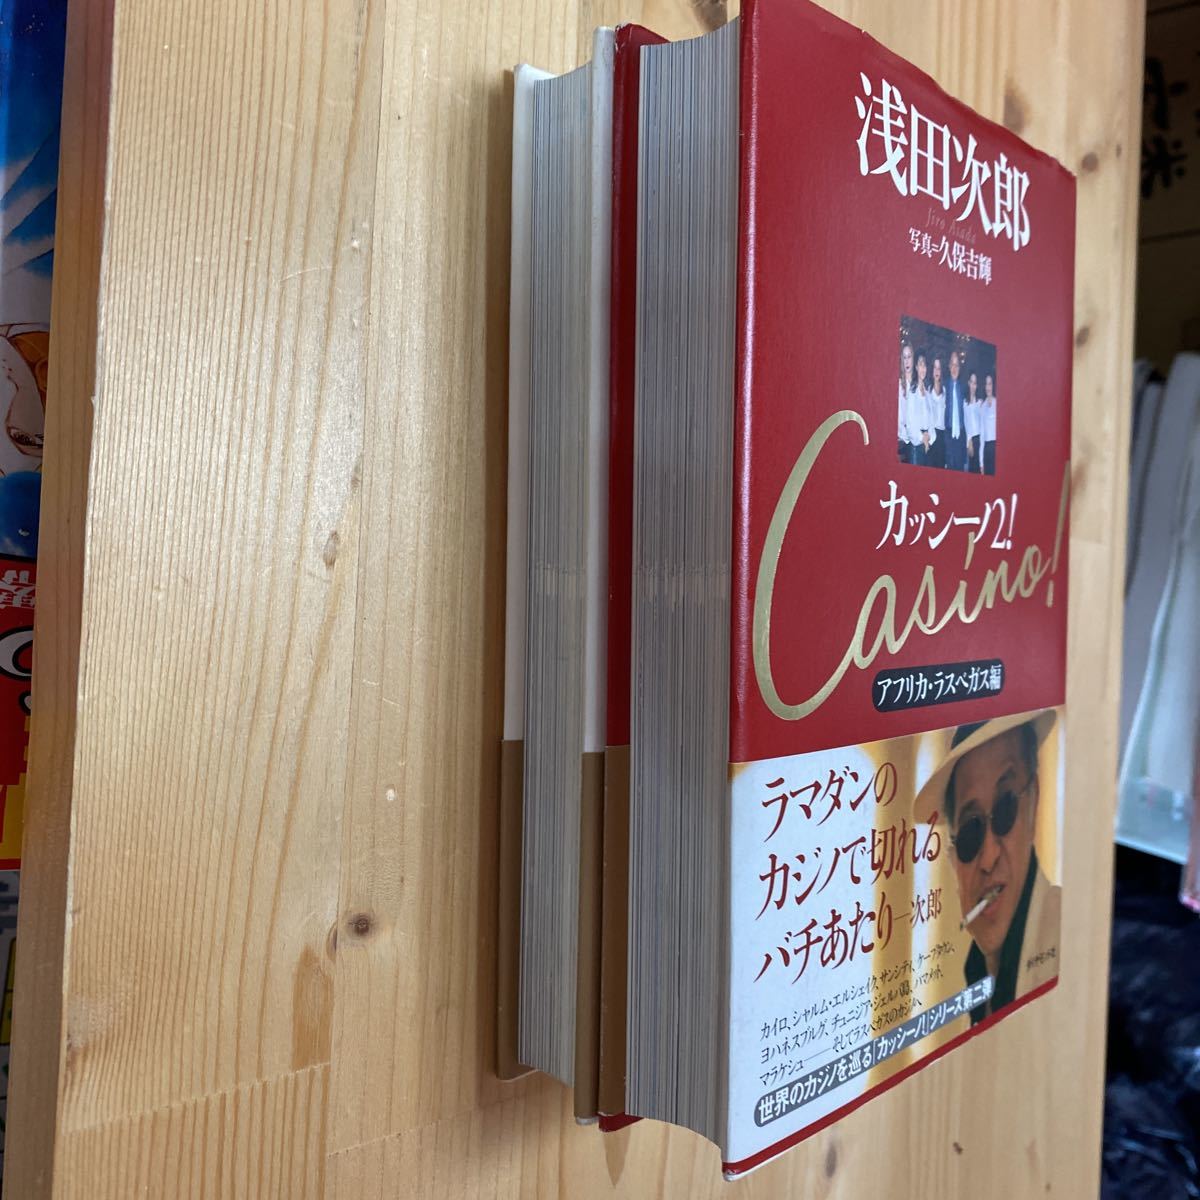 浅田次郎
Jiro Asada
写真=久保吉輝
カッシーノ2!
Casino!
アフリカ・ラスベガス編
ラマダンの
カジノで切れる
バチあたり—次郎
カイロ、シャルム・エルシェイク、サンシティ、ケープタウン、
ヨハネスブルグ、チュニジア・ジェルバ島、ハマメット、
マラケシュ——そしてラスベガスのカジノへ
世界のカジノを巡る「カッシーノ!」シリーズ第二弾
ダイヤモンド社